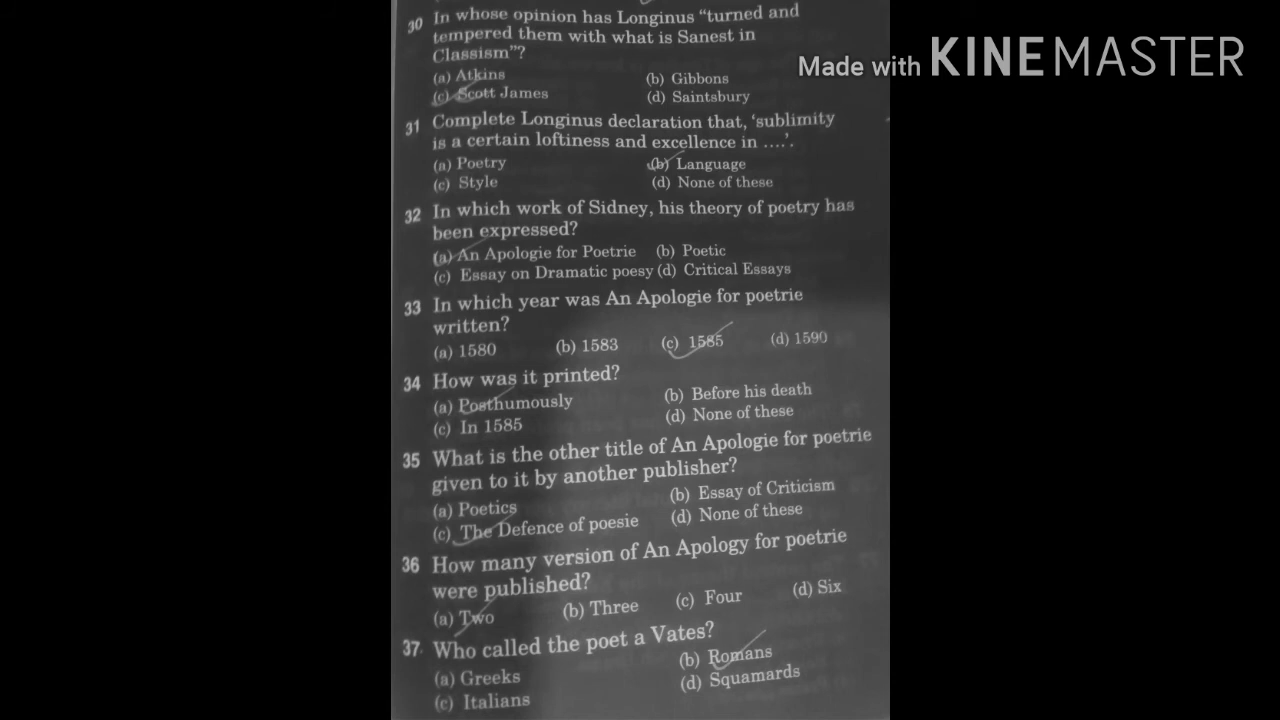 Made with KINEMASTER
30 In whose opinion has Longinus “turned and
tempered them with what is Sanest in
Classism”?
(a) Atkins (b) Gibbons
(c) Scott James (d) Saintsbury
31 Complete Longinus declaration that, ‘sublimity
is a certain loftiness and excellence in ....’.
(a) Poetry (b) Language
(c) Style (d) None of these
32 In which work of Sidney, his theory of poetry has
been expressed?
(a) An Apologie for Poetrie (b) Poetic
(c) Essay on Dramatic poesy (d) Critical Essays
33 In which year was An Apologie for poetrie
written?
(a) 1580 (b) 1583 (c) 1585 (d) 1590
34 How was it printed?
(a) Posthumously (b) Before his death
(c) In 1585 (d) None of these
35 What is the other title of An Apologie for poetrie
given to it by another publisher?
(a) Poetics (b) Essay of Criticism
(c) The Defence of poesie (d) None of these
36 How many version of An Apology for poetrie
were published?
(a) Two (b) Three (c) Four (d) Six
37 Who called the poet a Vates?
(a) Greeks (b) Romans
(c) Italians (d) Squamards